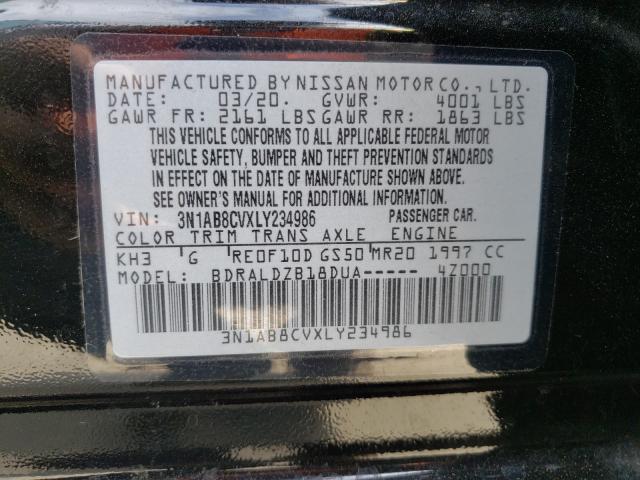 MANUFACTURED BY NISSAN MOTOR CO., LTD.
DATE: 03/20. GVWR: 4001 LBS
GAWR FR: 2161 LBS GAWR RR: 1863 LBS
THIS VEHICLE CONFORMS TO ALL APPLICABLE FEDERAL MOTOR
VEHICLE SAFETY, BUMPER AND THEFT PREVENTION STANDARDS
IN EFFECT ON THE DATE OF MANUFACTURE SHOWN ABOVE.
SEE OWNER'S MANUAL FOR ADDITIONAL INFORMATION.
VIN: 3N1AB8CVXLY234986 PASSENGER CAR.
COLOR TRIM TRANS AXLE ENGINE
KH3 G RE0F10D GS50 MR20 1997 CC
MODEL: BDRALDZB18DUA----- 4Z000
3N1AB8CVXLY234986